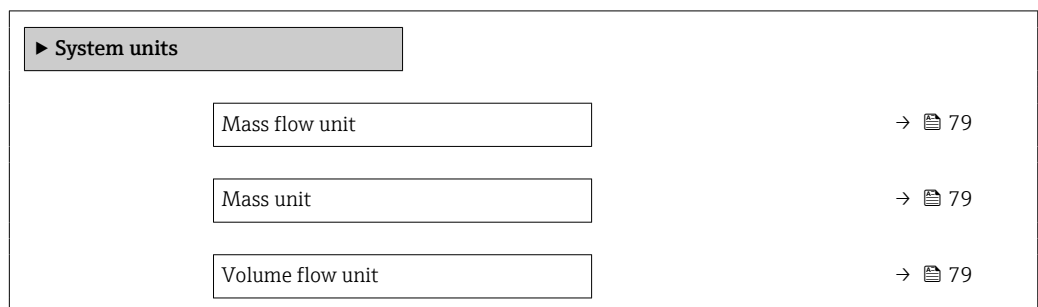 ▶ System units
Mass flow unit → 79
Mass unit → 79
Volume flow unit → 79